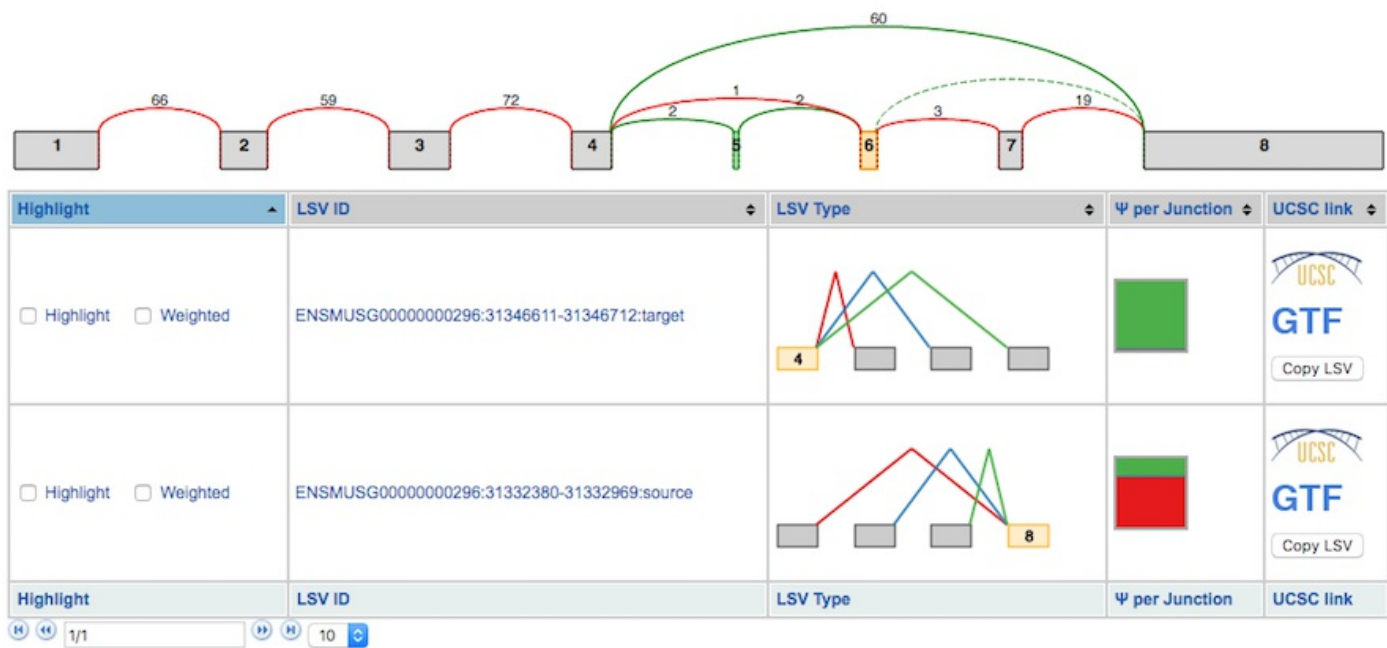 60
66 59 72 1 2 2 3 19
1 2 3 4 5 6 7 8
Highlight LSV ID LSV Type Ψ per Junction UCSC link
UCSC
Highlight Weighted ENSMUSG00000000296:31346611-31346712:target GTF
4 Copy LSV
UCSC
Highlight Weighted ENSMUSG00000000296:31332380-31332969:source GTF
8 Copy LSV
Highlight LSV ID LSV Type Ψ per Junction UCSC link
1/1 10